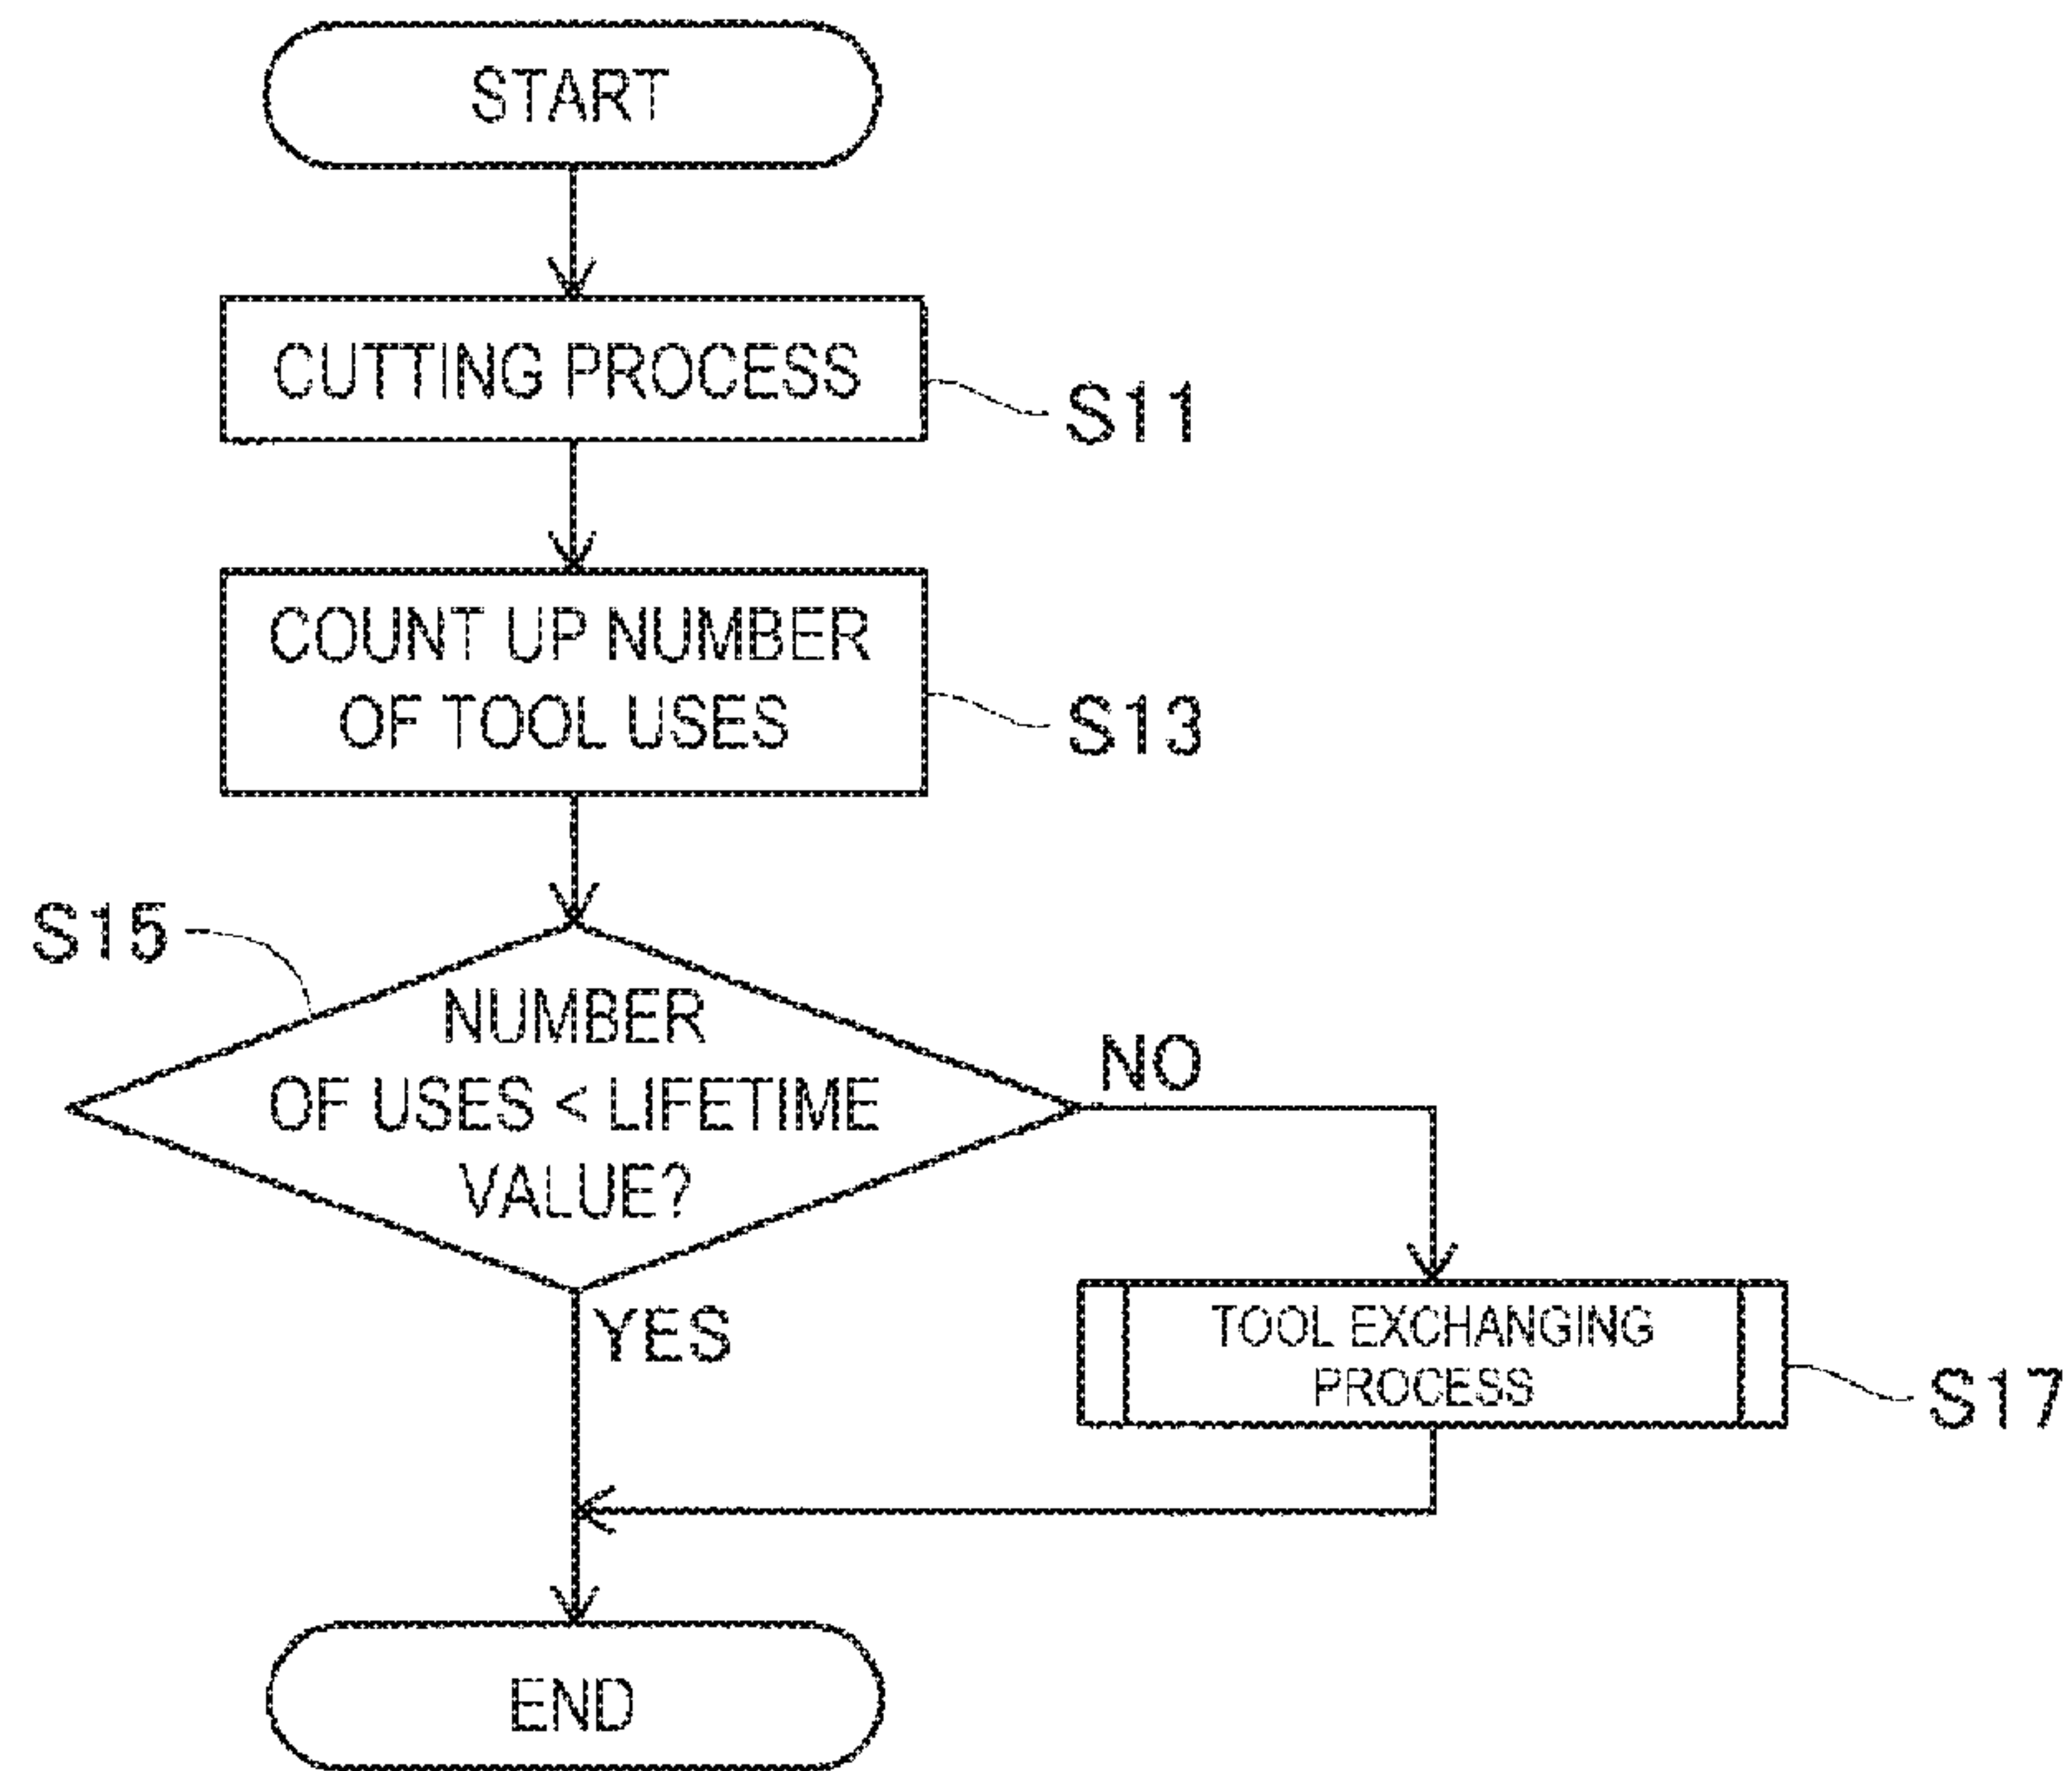 START
CUTTING PROCESS
S11
COUNT UP NUMBER
OF TOOL USES
S13
S15
NUMBER
OF USES < LIFETIME
VALUE?
NO
YES
TOOL EXCHANGING
PROCESS
S17
END